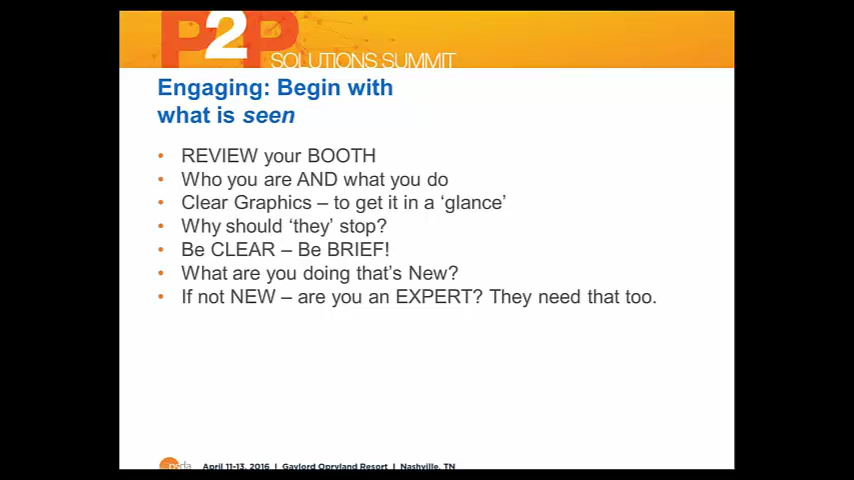 P2P
SOLUTIONS SUMMIT
Engaging: Begin with
what is seen
• REVIEW your BOOTH
• Who you are AND what you do
• Clear Graphics – to get it in a ‘glance’
• Why should ‘they’ stop?
• Be CLEAR – Be BRIEF!
• What are you doing that’s New?
• If not NEW – are you an EXPERT? They need that too.
psda April 11-13, 2016 | Gaylord Opryland Resort | Nashville, TN